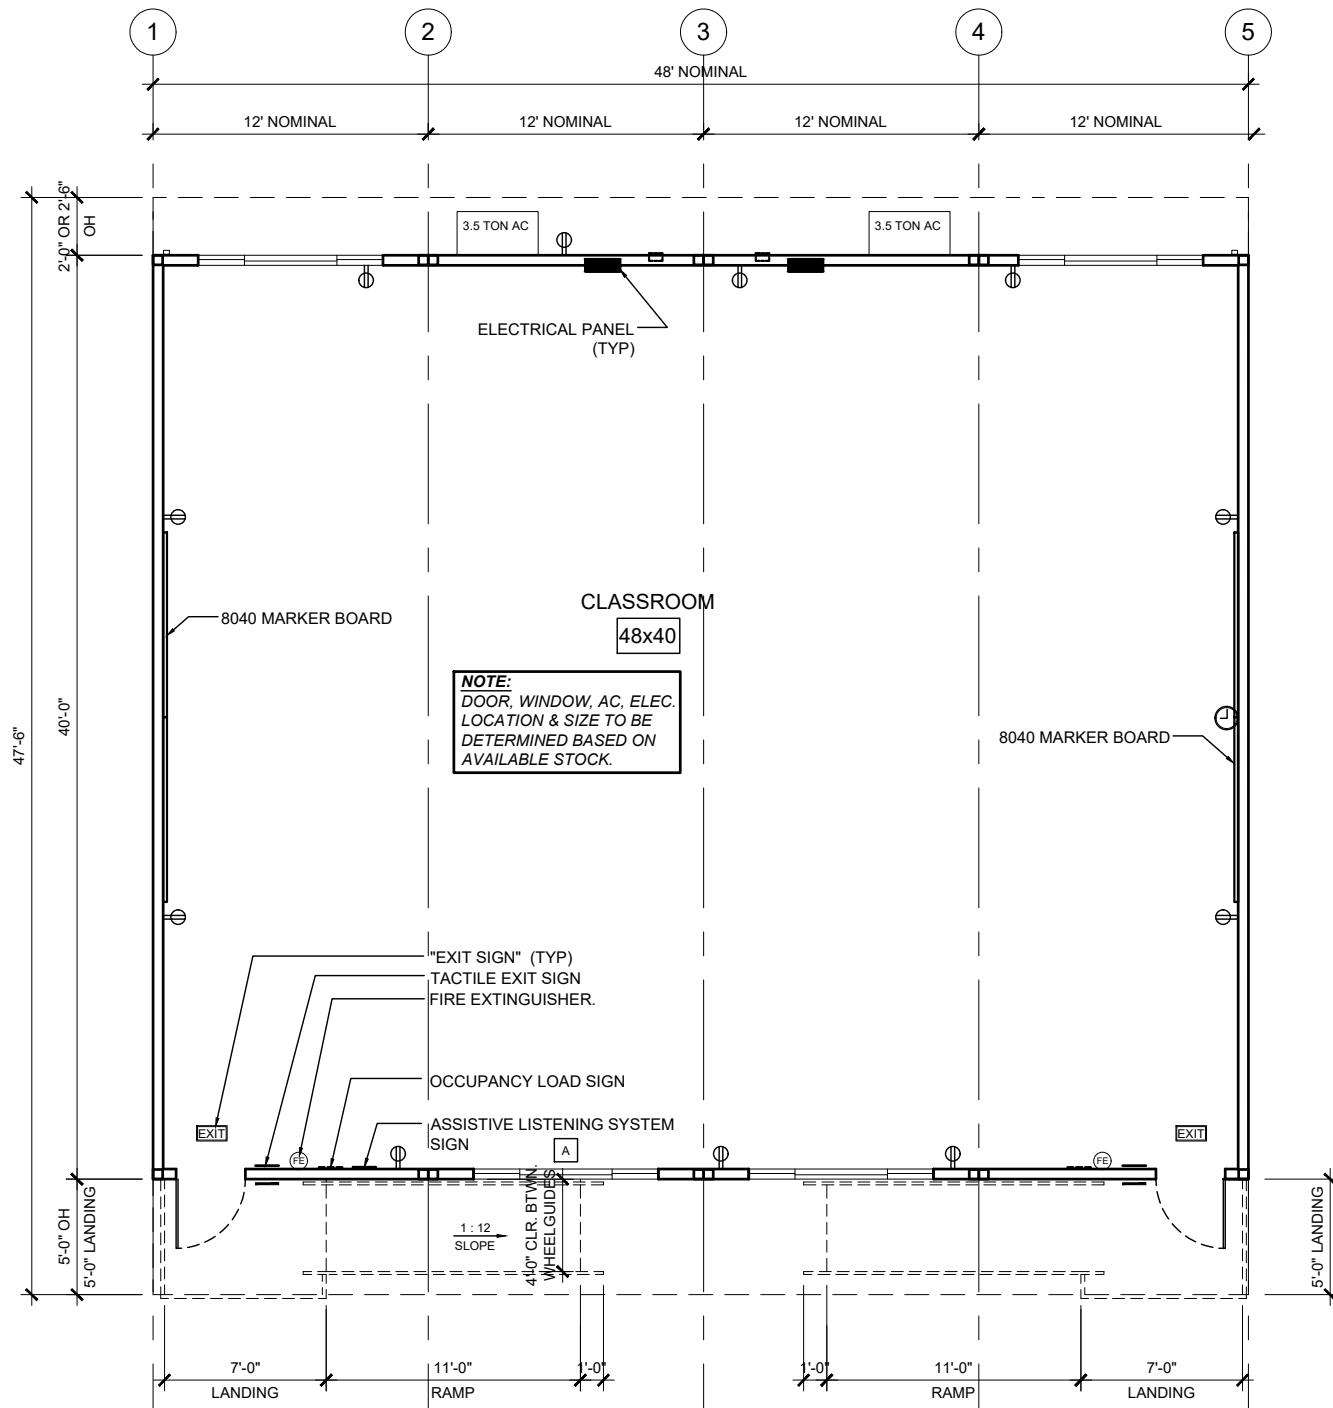 1 2 3 4 5
48' NOMINAL
12' NOMINAL 12' NOMINAL 12' NOMINAL 12' NOMINAL
2'-0" OR 2'-6"
OH
3.5 TON AC 3.5 TON AC
ELECTRICAL PANEL
(TYP)
CLASSROOM
48x40
8040 MARKER BOARD
NOTE:
DOOR, WINDOW, AC, ELEC.
LOCATION & SIZE TO BE
DETERMINED BASED ON
AVAILABLE STOCK.
47'-6"
40'-0"
8040 MARKER BOARD
"EXIT SIGN" (TYP)
TACTILE EXIT SIGN
FIRE EXTINGUISHER.
OCCUPANCY LOAD SIGN
ASSISTIVE LISTENING SYSTEM
SIGN
EXIT EXIT
A
FE FE
5'-0" OH
5'-0" LANDING
1 : 12
SLOPE
4'-0" CLR. BTWN.
WHEELGUIDES
5'-0" LANDING
7'-0" 11'-0" 1'-0" 1'-0" 11'-0" 7'-0"
LANDING RAMP RAMP LANDING